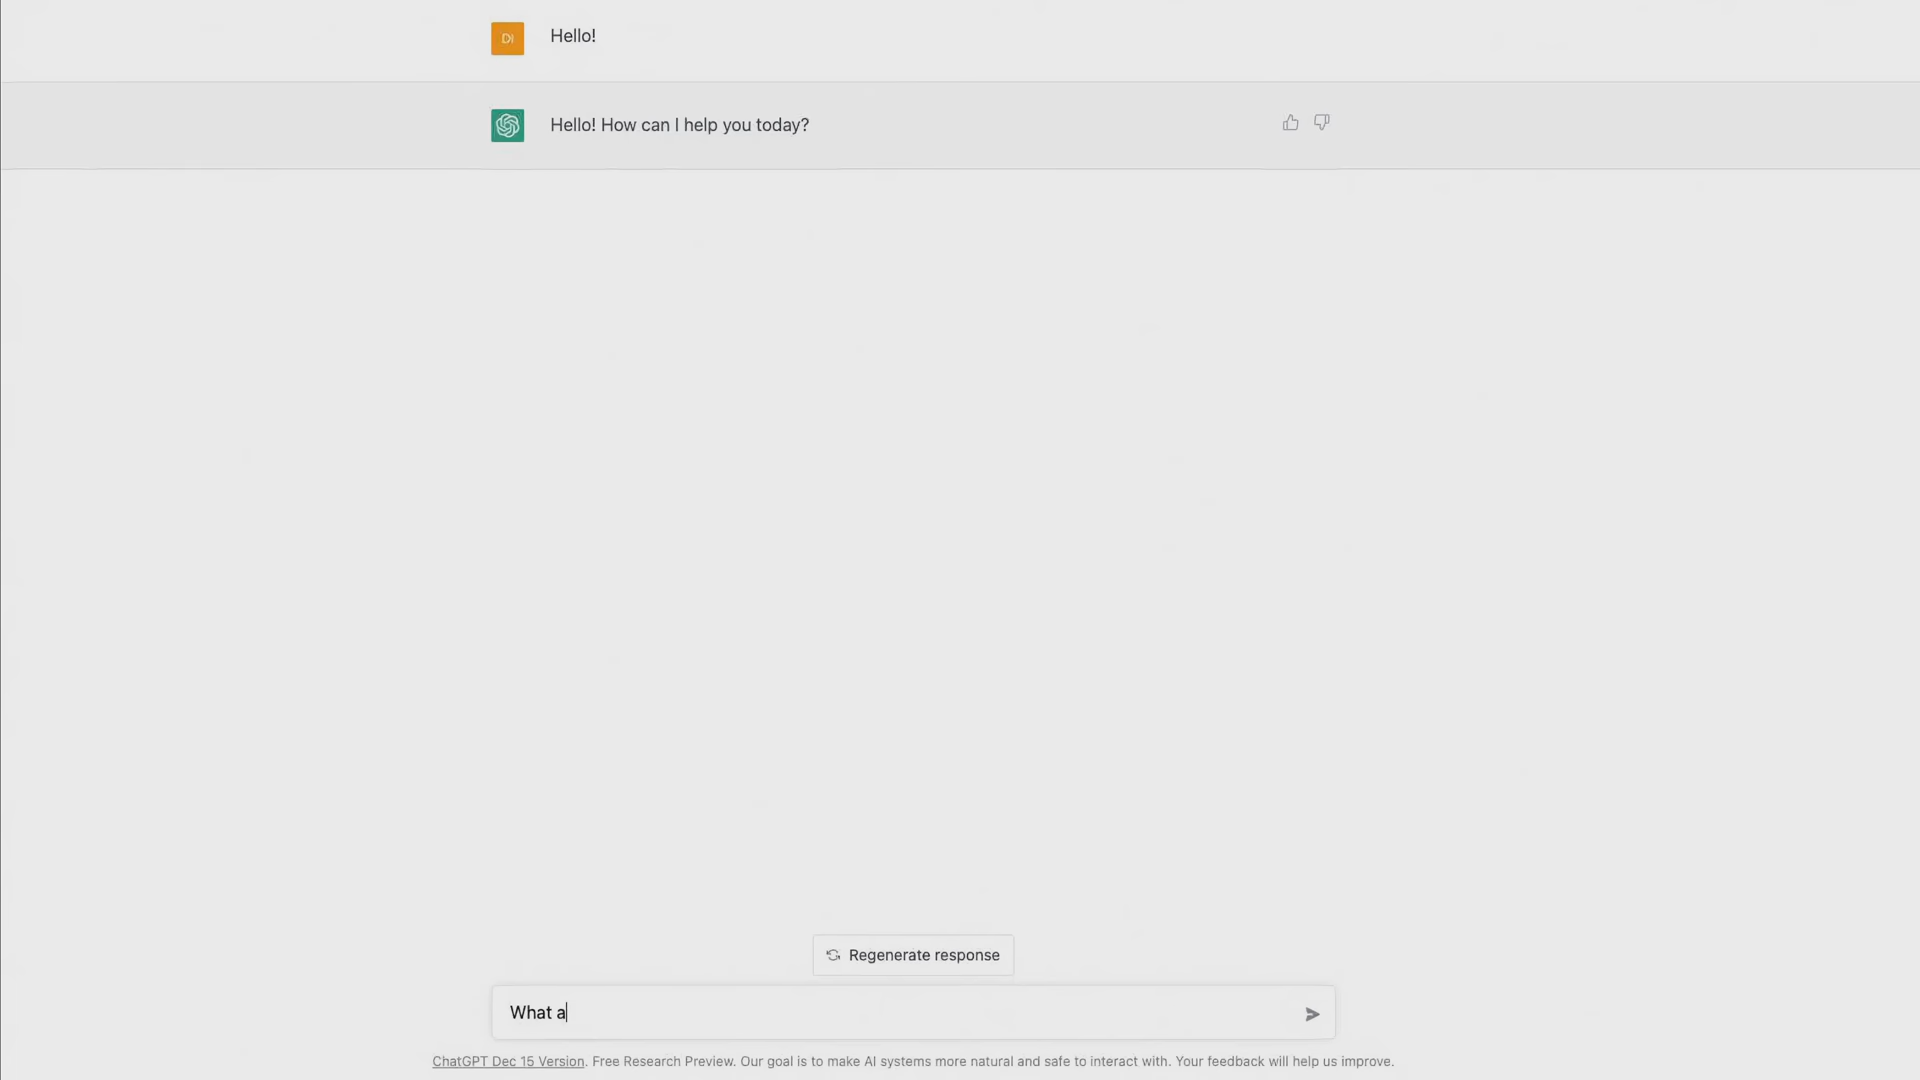 DI
Hello!
Hello! How can I help you today?
Regenerate response
What a
ChatGPT Dec 15 Version. Free Research Preview. Our goal is to make AI systems more natural and safe to interact with. Your feedback will help us improve.